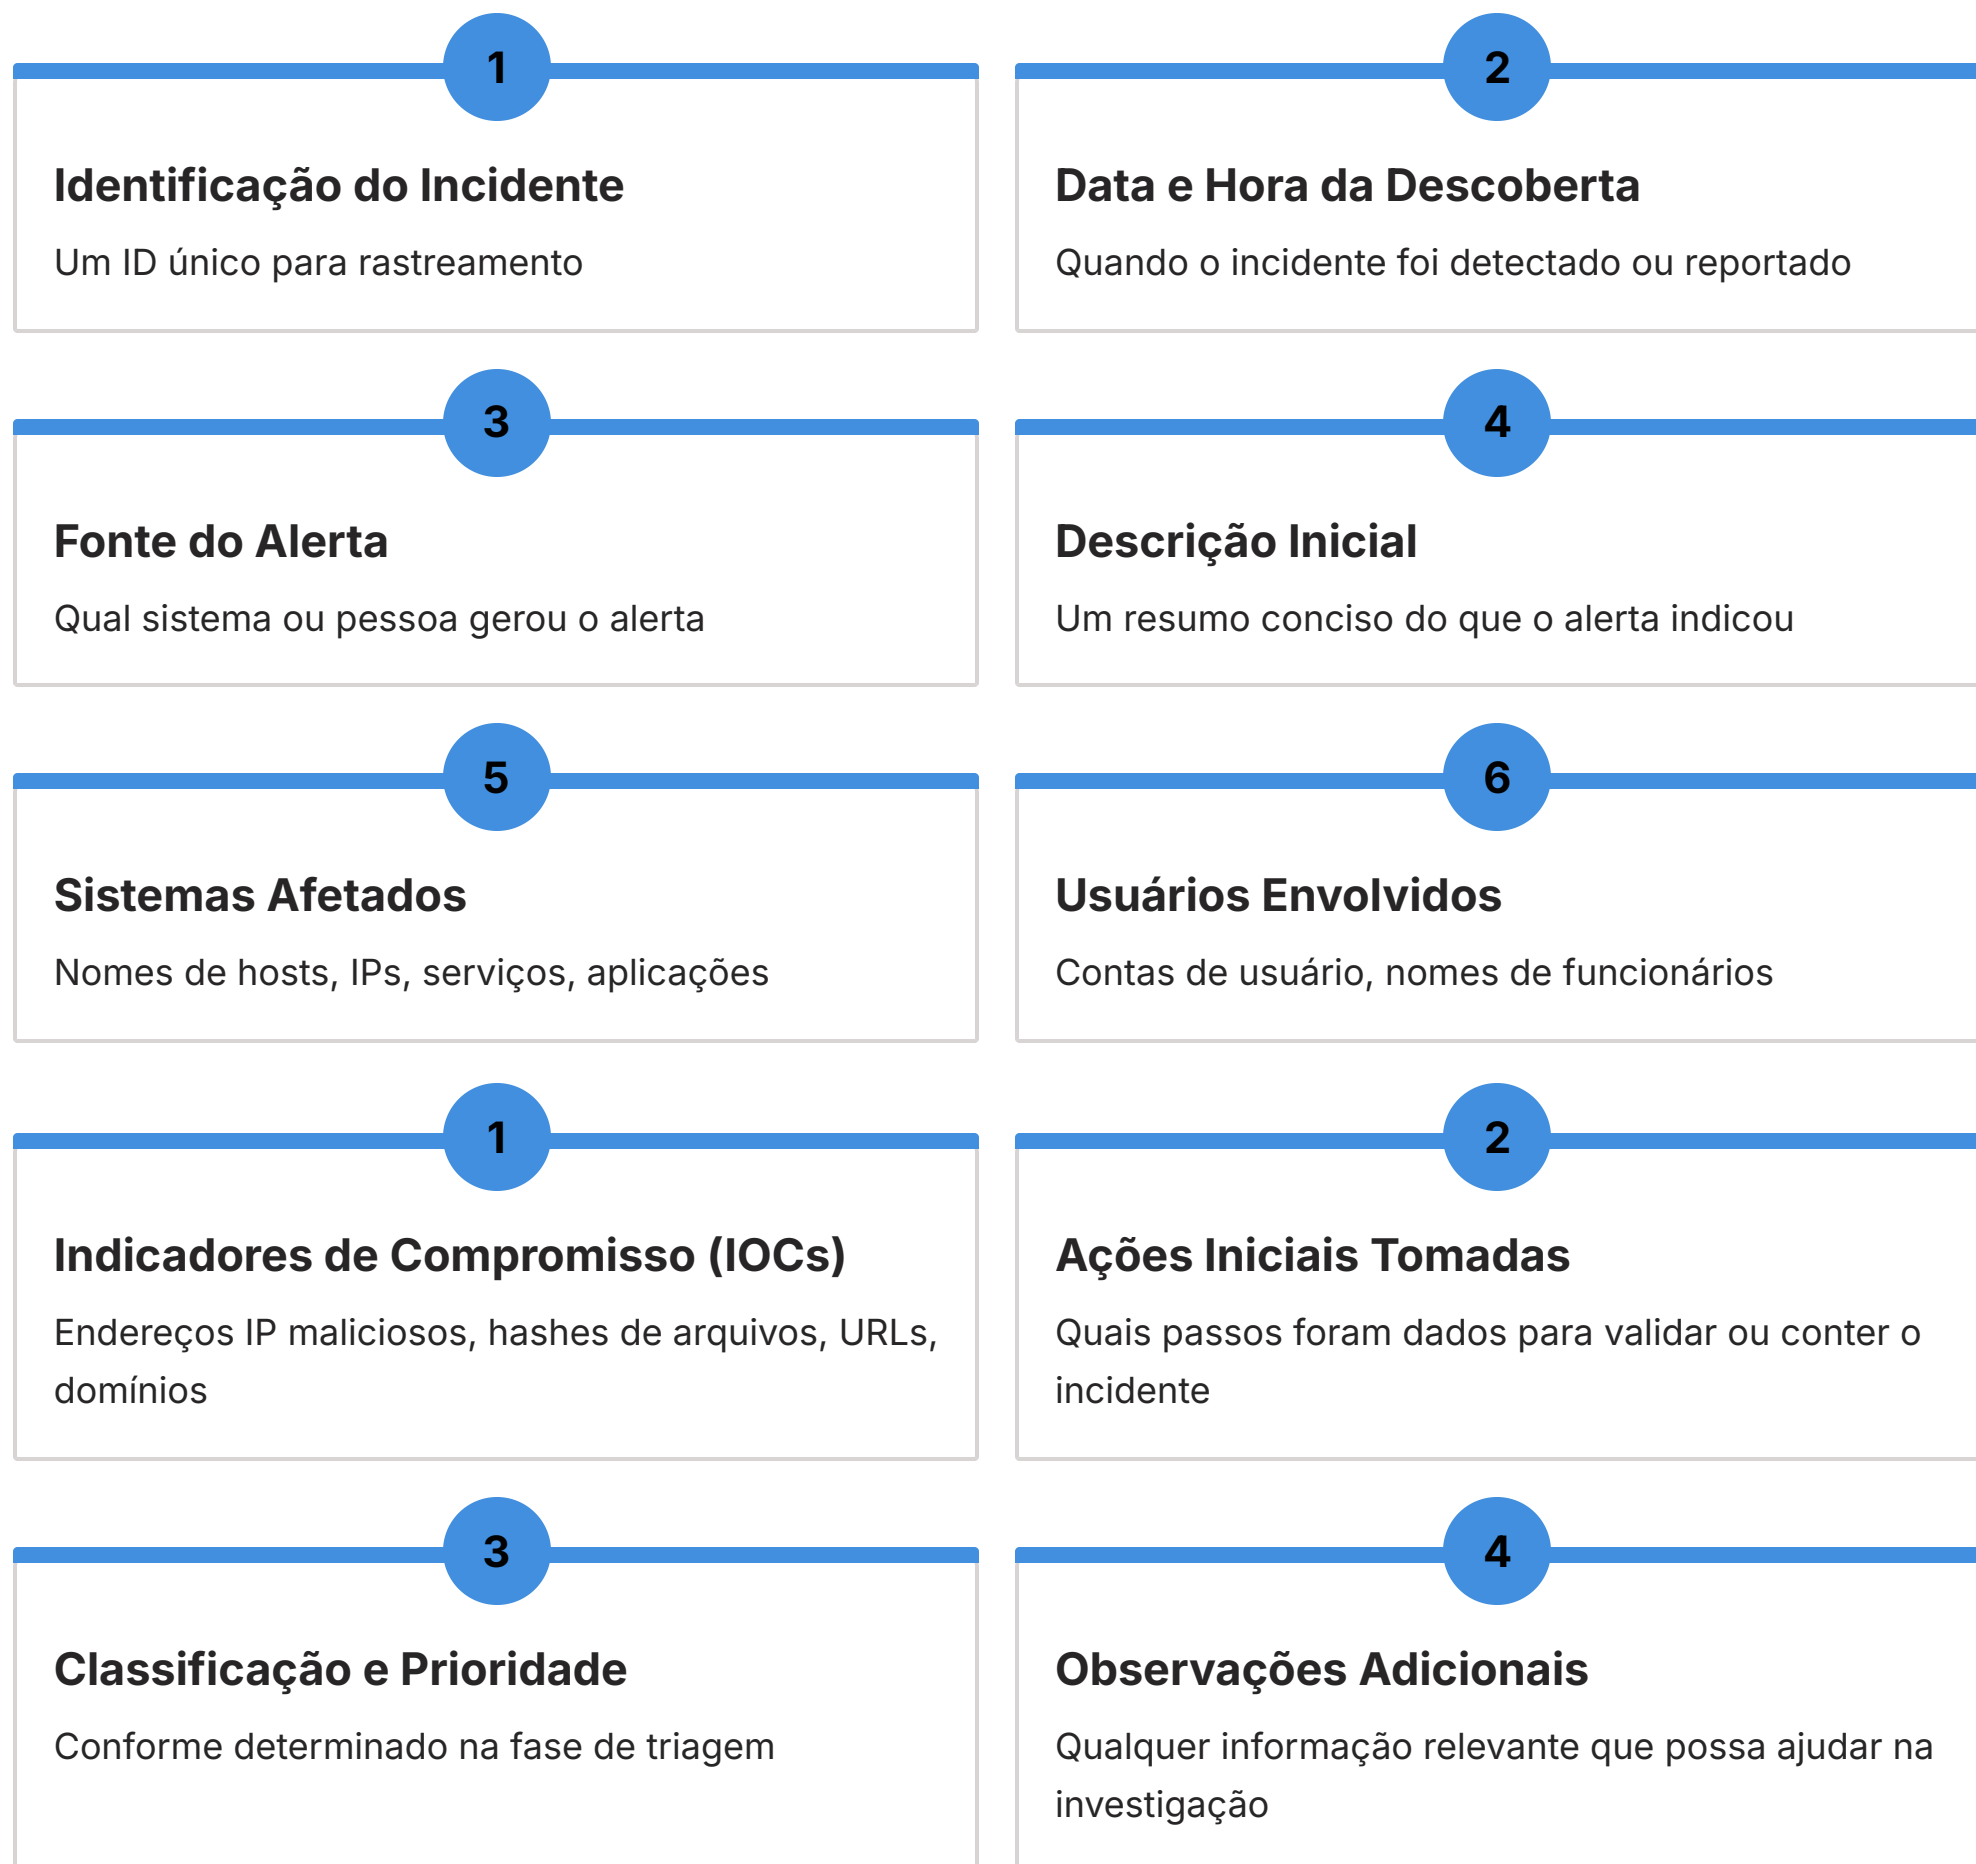 1
Identificação do Incidente
Um ID único para rastreamento
2
Data e Hora da Descoberta
Quando o incidente foi detectado ou reportado
3
Fonte do Alerta
Qual sistema ou pessoa gerou o alerta
4
Descrição Inicial
Um resumo conciso do que o alerta indicou
5
Sistemas Afetados
Nomes de hosts, IPs, serviços, aplicações
6
Usuários Envolvidos
Contas de usuário, nomes de funcionários
1
Indicadores de Compromisso (IOCs)
Endereços IP maliciosos, hashes de arquivos, URLs,
domínios
2
Ações Iniciais Tomadas
Quais passos foram dados para validar ou conter o
incidente
3
Classificação e Prioridade
Conforme determinado na fase de triagem
4
Observações Adicionais
Qualquer informação relevante que possa ajudar na
investigação